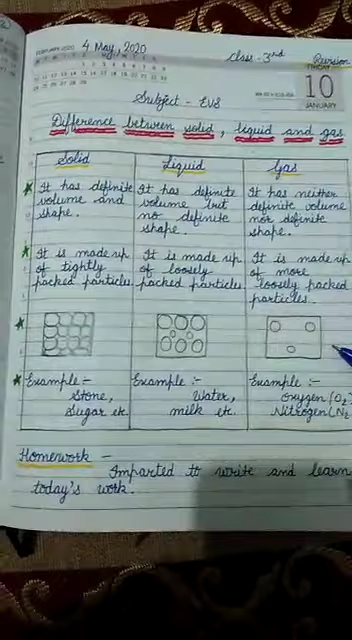 FEBRUARY 2020
4 May, 2020
Class - 3rd
Revision
FRIDAY
10
JANUARY
Subject - EVS
Difference between solid, liquid and gas
Solid
Liquid
Gas
It has definite
volume and
shape.
It has definite
volume but
no definite
shape.
It has neither
definite volume
nor definite
shape.
It is made up
of tightly
packed particles
It is made up
of loosely
packed particles
It is made up
of more
loosely packed
particles.
Example :-
Stone,
Sugar etc.
Example :-
Water,
milk etc.
Example :-
Oxygen (O₂)
Nitrogen (N₂
Homework -
Imparted to write and learn
today's work.